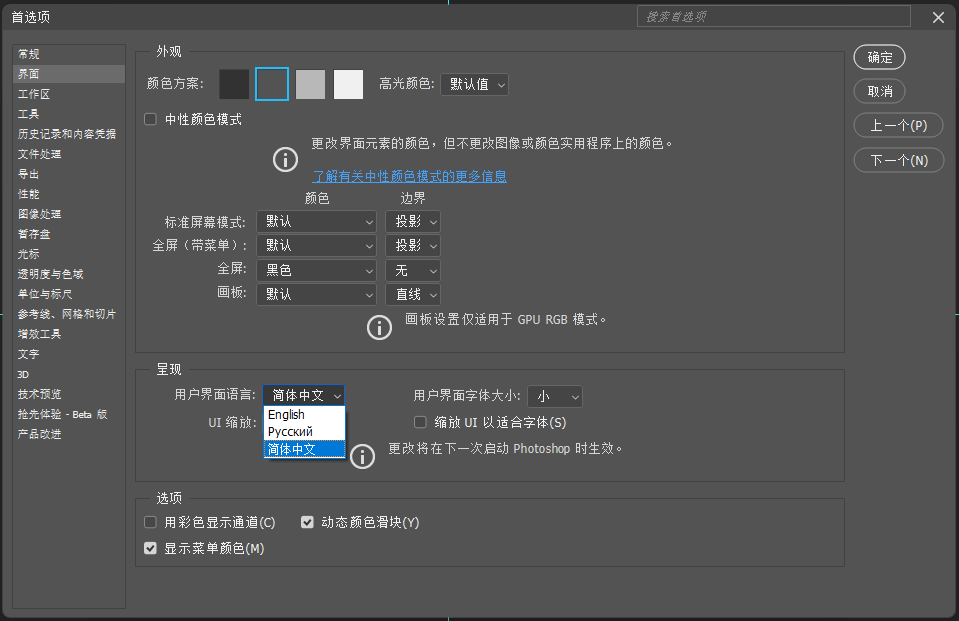 首选项
搜索首选项
常规
界面
工作区
工具
历史记录和内容凭据
文件处理
导出
性能
图像处理
暂存盘
光标
透明度与色域
单位与标尺
参考线、网格和切片
增效工具
文字
3D
技术预览
抢先体验 - Beta 版
产品改进
外观
颜色方案: 高光颜色: 默认值
中性颜色模式
更改界面元素的颜色，但不更改图像或颜色实用程序上的颜色。
了解有关中性颜色模式的更多信息
颜色 边界
标准屏幕模式: 默认 投影
全屏（带菜单）: 默认 投影
全屏: 黑色 无
画板: 默认 直线
画板设置仅适用于 GPU RGB 模式。
呈现
用户界面语言: 简体中文 用户界面字体大小: 小
English
Русский
简体中文
UI 缩放: 缩放 UI 以适合字体(S)
更改将在下一次启动 Photoshop 时生效。
选项
用彩色显示通道(C) 动态颜色滑块(Y)
显示菜单颜色(M)
确定
取消
上一个(P)
下一个(N)